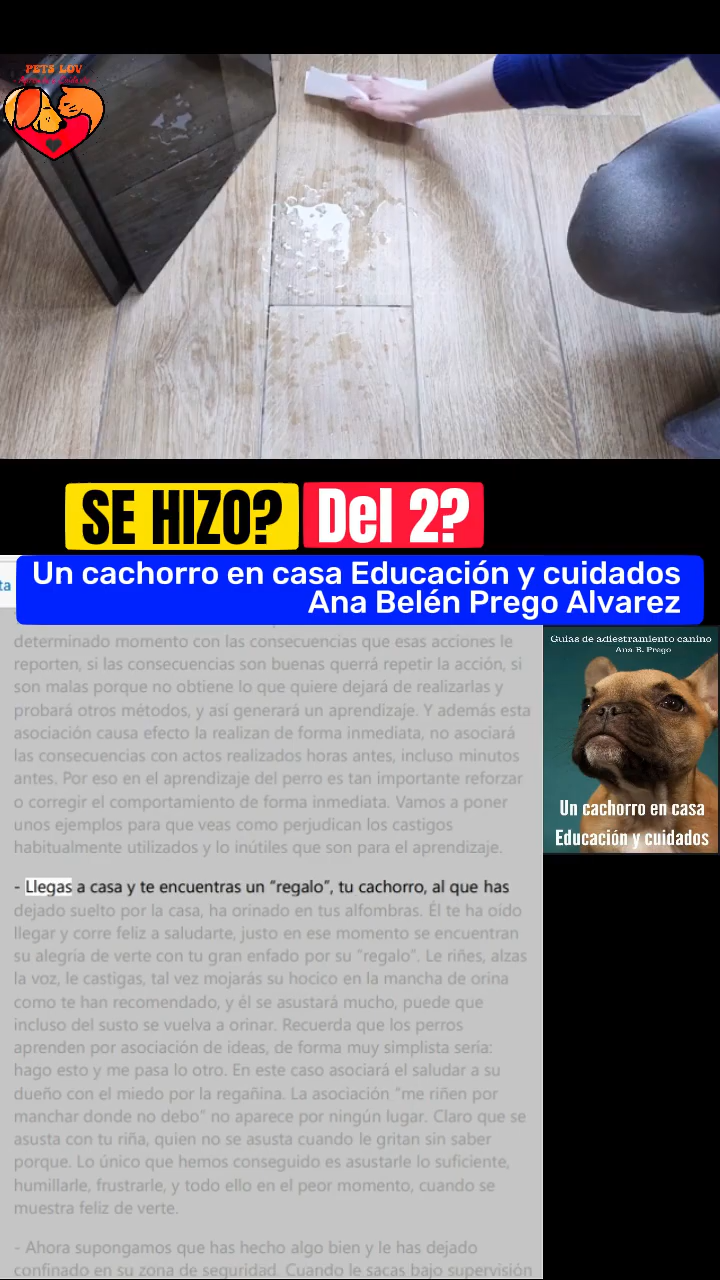 PETS LOV
SE HIZO? Del 2?
ta
Un cachorro en casa Educación y cuidados
Ana Belén Prego Alvarez
determinado momento con las consecuencias que esas acciones le
reporten, si las consecuencias son buenas querrá repetir la acción, si
son malas porque no obtiene lo que quiere dejará de realizarlas y
probará otros métodos, y así generará un aprendizaje. Y además esta
asociación causa efecto la realizan de forma inmediata, no asociará
las consecuencias con actos realizados horas antes, incluso minutos
antes. Por eso en el aprendizaje del perro es tan importante reforzar
o corregir el comportamiento de forma inmediata. Vamos a poner
unos ejemplos para que veas como perjudican los castigos
habitualmente utilizados y lo inútiles que son para el aprendizaje.
- Llegas a casa y te encuentras un “regalo”, tu cachorro, al que has
dejado suelto por la casa, ha orinado en tus alfombras. Él te ha oido
llegar y corre feliz a saludarte, justo en ese momento se encuentran
su alegria de verte con tu gran enfado por su “regalo”. Le riñes, alzas
la voz, le castigas, tal vez mojarás su hocico en la mancha de orina
como te han recomendado, y él se asustará mucho, puede que
incluso del susto se vuelva a orinar. Recuerda que los perros
aprenden por asociación de ideas, de forma muy simplista sería:
hago esto y me pasa lo otro. En este caso asociará el saludar a su
dueño con el miedo por la regañina. La asociación “me riñen por
manchar donde no debo” no aparece por ningún lugar. Claro que se
asusta con tu riña, quien no se asusta cuando le gritan sin saber
porque. Lo único que hemos conseguido es asustarle lo suficiente,
humillarle, frustrarle, y todo ello en el peor momento, cuando se
muestra feliz de verte.
- Ahora supongamos que has hecho algo bien y le has dejado
confinado en su zona de seguridad. Cuando le sacas bajo supervisión
Guías de adiestramiento canino
Ana B. Prego
Un cachorro en casa
Educación y cuidados